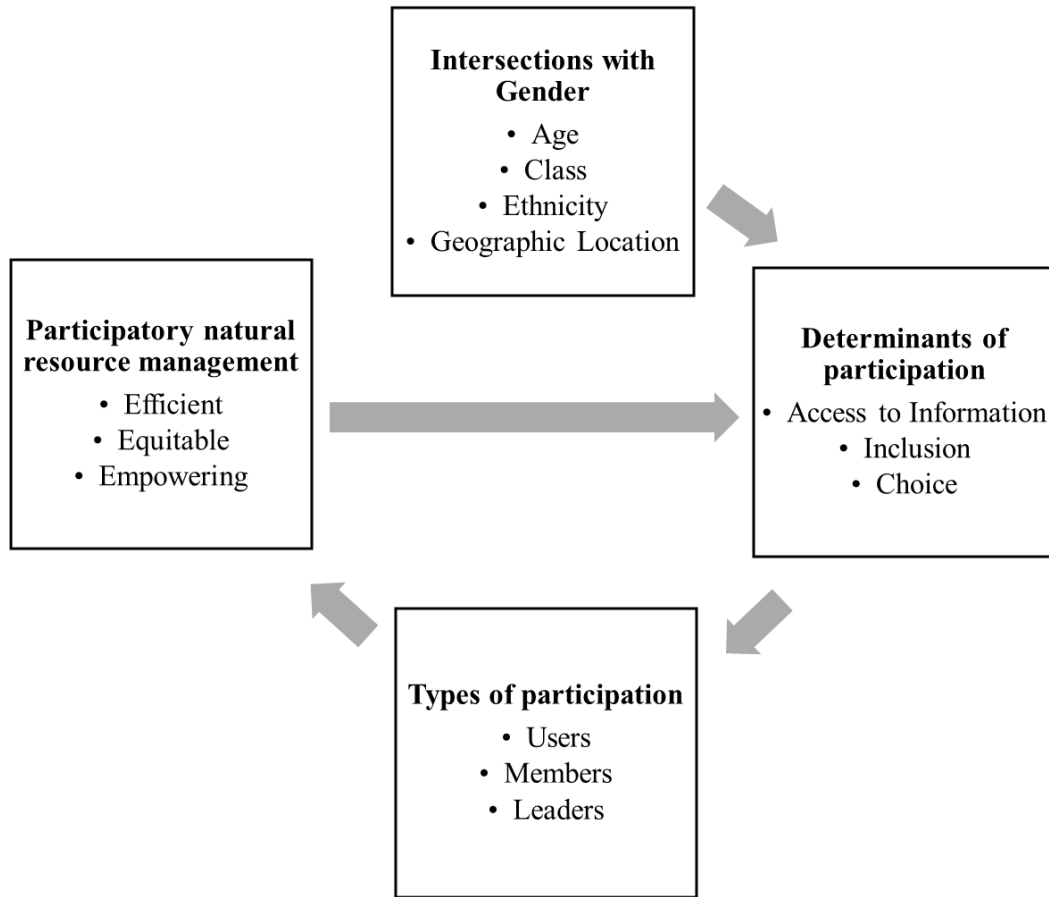 Intersections with
Gender
• Age
• Class
• Ethnicity
• Geographic Location
Participatory natural
resource management
• Efficient
• Equitable
• Empowering
Determinants of
participation
• Access to Information
• Inclusion
• Choice
Types of participation
• Users
• Members
• Leaders